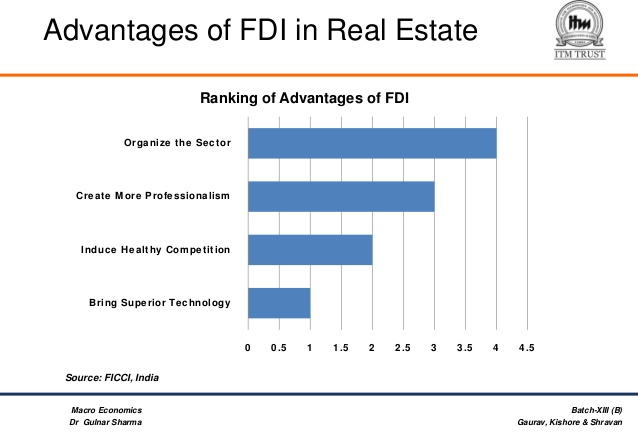 Advantages of FDI in Real Estate
itm
ITM TRUST
Ranking of Advantages of FDI
Organize the Sector
Create More Professionalism
Induce Healthy Competition
Bring Superior Technology
0 0.5 1 1.5 2 2.5 3 3.5 4 4.5
Source: FICCI, India
Macro Economics
Dr Gulnar Sharma
Batch-XIII (B)
Gaurav, Kishore & Shravan